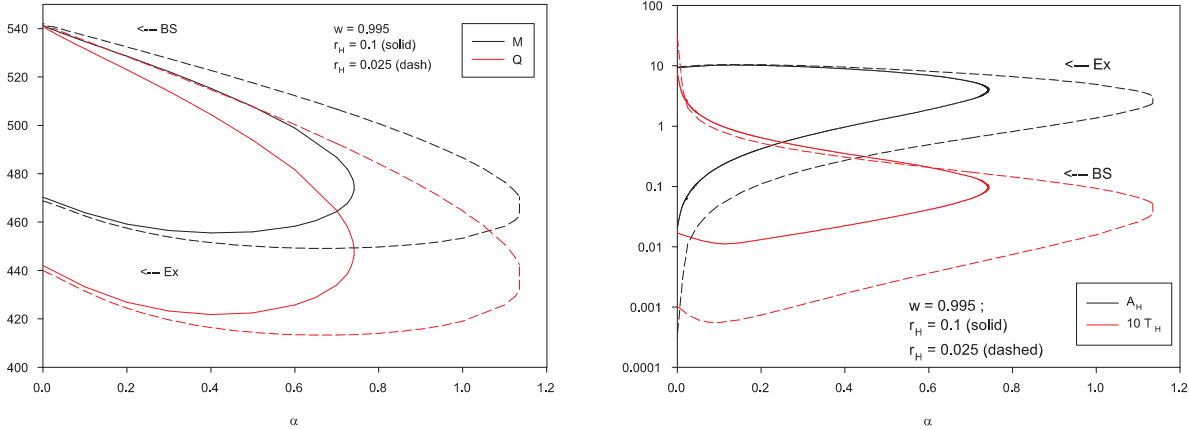 540
520
500
480
460
440
420
400
0.0 0.2 0.4 0.6 0.8 1.0 1.2
α
<-- BS
w = 0.995
r_H = 0.1 (solid)
r_H = 0.025 (dash)
M
Q
<-- Ex
100
10
1
0.1
0.01
0.001
0.0001
0.0 0.2 0.4 0.6 0.8 1.0 1.2
α
<-- Ex
<-- BS
w = 0.995 ;
r_H = 0.1 (solid)
r_H = 0.025 (dashed)
A_H
10 T_H